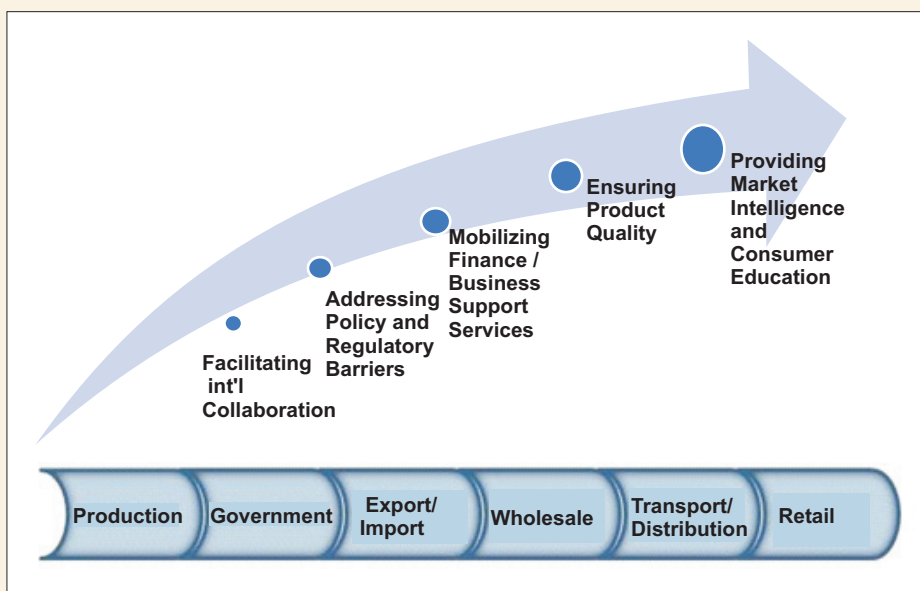 Facilitating
int'l
Collaboration
Addressing
Policy and
Regulatory
Barriers
Mobilizing
Finance /
Business
Support
Services
Ensuring
Product
Quality
Providing
Market
Intelligence
and
Consumer
Education
Production
Government
Export/
Import
Wholesale
Transport/
Distribution
Retail